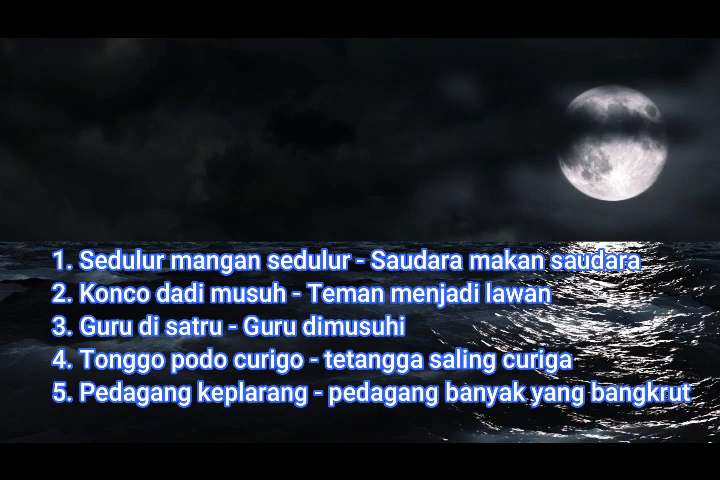 1. Sedulur mangan sedulur - Saudara makan saudara
2. Konco dadi musuh - Teman menjadi lawan
3. Guru di satru - Guru dimusuhi
4. Tonggo podo curigo - tetangga saling curiga
5. Pedagang keplarang - pedagang banyak yang bangkrut